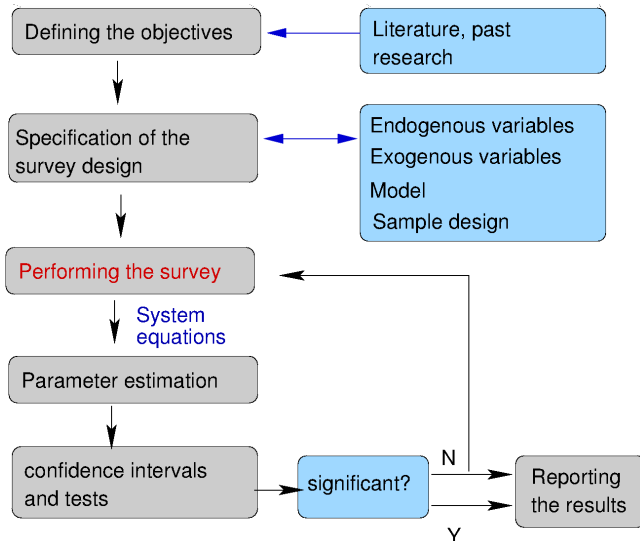 Defining the objectives
Literature, past
research
Specification of the
survey design
Endogenous variables
Exogenous variables
Model
Sample design
Performing the survey
System
equations
Parameter estimation
confidence intervals
and tests
significant?
N
Y
Reporting
the results